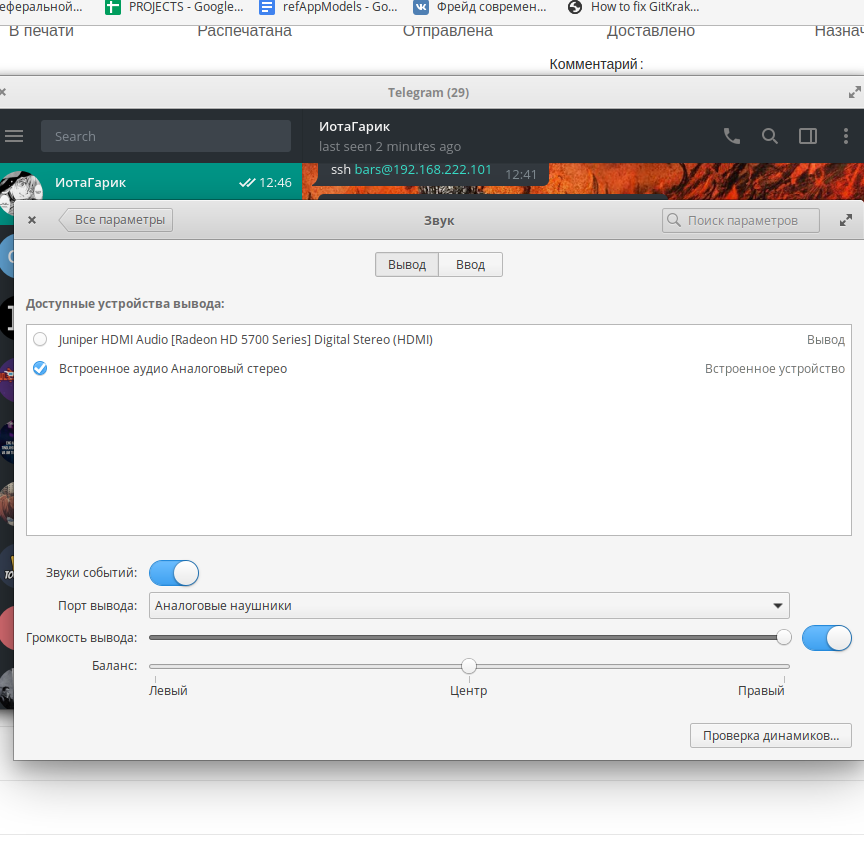 еферальной... PROJECTS - Google... refAppModels - Go... Фрейд современ... How to fix GitKrak...
В печати Распечатана Отправлена Доставлено Назнач
Комментарий:
Telegram (29)
Search
ИотаГарик
last seen 2 minutes ago
ssh bars@192.168.222.101 12:41
ИотаГарик 12:46
Все параметры
Звук
Поиск параметров
Вывод Ввод
Доступные устройства вывода:
Juniper HDMI Audio [Radeon HD 5700 Series] Digital Stereo (HDMI) Вывод
Встроенное аудио Аналоговый стерео Встроенное устройство
Звуки событий:
Порт вывода: Аналоговые наушники
Громкость вывода:
Баланс:
Левый Центр Правый
Проверка динамиков...